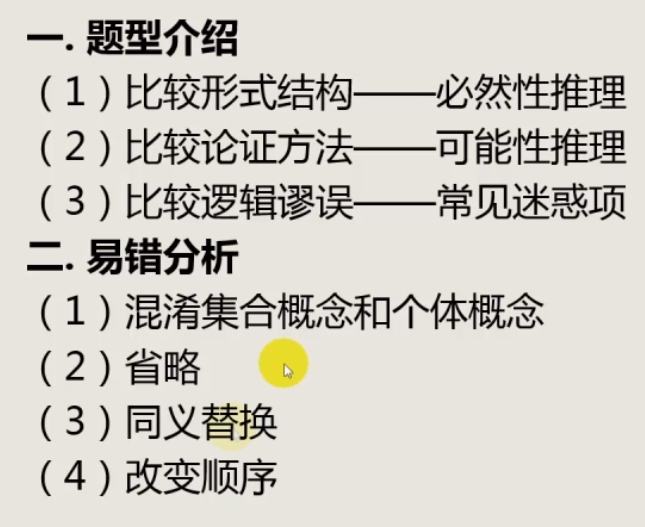 一. 题型介绍
（1）比较形式结构——必然性推理
（2）比较论证方法——可能性推理
（3）比较逻辑谬误——常见迷惑项
二. 易错分析
（1）混淆集合概念和个体概念
（2）省略
（3）同义替换
（4）改变顺序